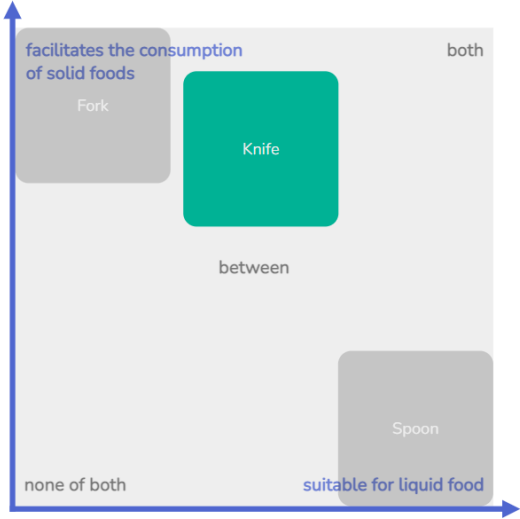 facilitates the consumption
of solid foods
both
Fork
Knife
between
Spoon
none of both
suitable for liquid food